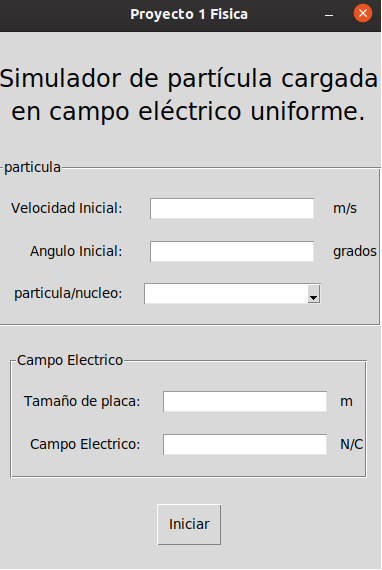 Proyecto 1 Fisica
Simulador de partícula cargada
en campo eléctrico uniforme.
particula
Velocidad Inicial: m/s
Angulo Inicial: grados
particula/nucleo:
Campo Electrico
Tamaño de placa: m
Campo Electrico: N/C
Iniciar